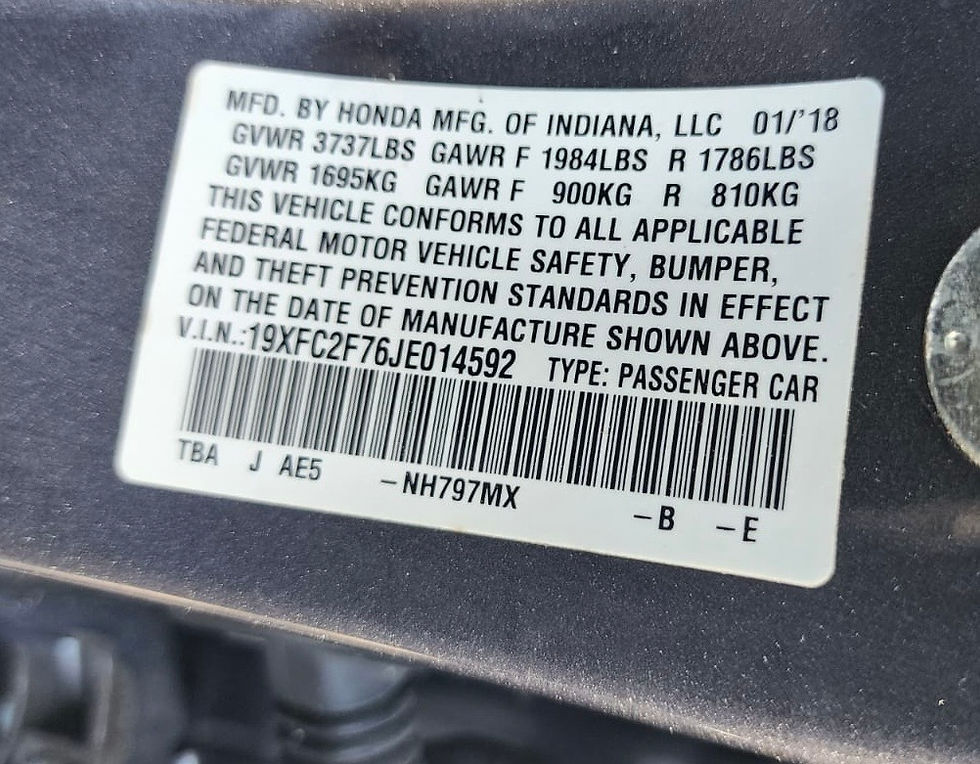 MFD. BY HONDA MFG. OF INDIANA, LLC 01/'18
GVWR 3737LBS GAWR F 1984LBS R 1786LBS
GVWR 1695KG GAWR F 900KG R 810KG
THIS VEHICLE CONFORMS TO ALL APPLICABLE
FEDERAL MOTOR VEHICLE SAFETY, BUMPER,
AND THEFT PREVENTION STANDARDS IN EFFECT
ON THE DATE OF MANUFACTURE SHOWN ABOVE.
V.I.N.:19XFC2F76JE014592 TYPE: PASSENGER CAR
TBA J AE5 -NH797MX -B -E